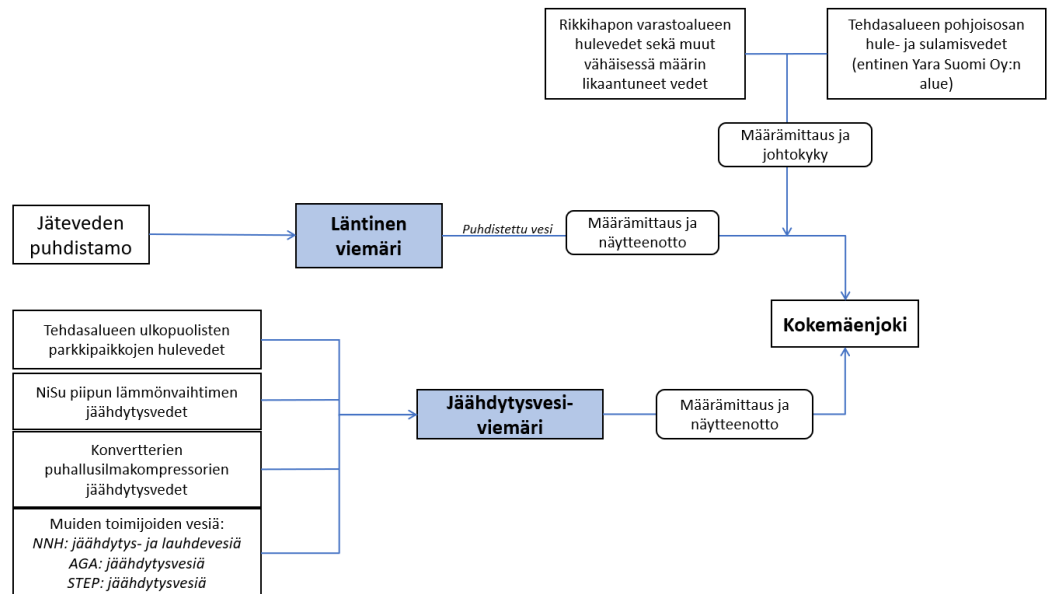 Rikkihapon varastoalueen
hulevedet sekä muut
vähäisessä määrin
likaantuneet vedet
Tehdasalueen pohjoisosan
hule- ja sulamisvedet
(entinen Yara Suomi Oy:n
alue)
Määrämittaus ja
johtokyky
Jäteveden
puhdistamo
Läntinen
viemäri
Puhdistettu vesi
Määrämittaus ja
näytteenotto
Kokemäenjoki
Tehdasalueen ulkopuolisten
parkkipaikkojen hulevedet
NiSu piipun lämmönvaihtimen
jäähdytysvedet
Konvertterien
puhallusilmakompressorien
jäähdytysvedet
Muiden toimijoiden vesiä:
NNH: jäähdytys- ja lauhdevesiä
AGA: jäähdytysvesiä
STEP: jäähdytysvesiä
Jäähdytysvesi-
viemäri
Määrämittaus ja
näytteenotto